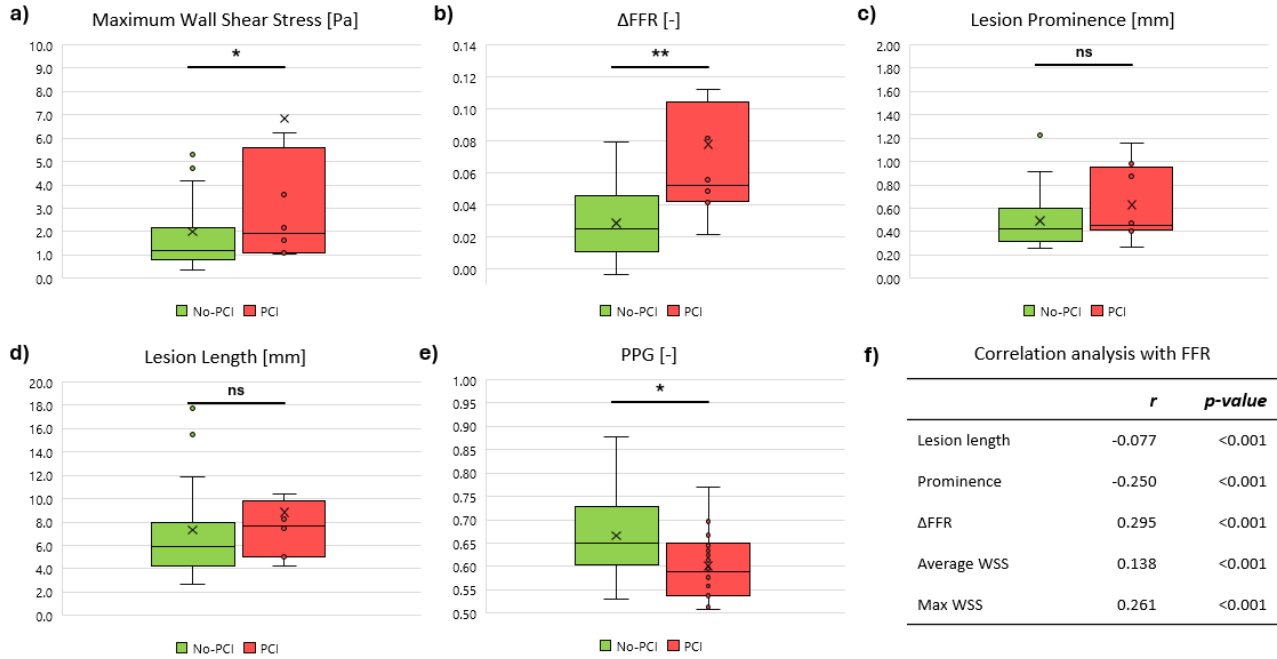 a)
Maximum Wall Shear Stress [Pa]
10.0
9.0
8.0
7.0
6.0
5.0
4.0
3.0
2.0
1.0
0.0
*
No-PCI PCI
b)
ΔFFR [-]
0.14
0.12
0.10
0.08
0.06
0.04
0.02
0.00
**
No-PCI PCI
c)
Lesion Prominence [mm]
2.00
1.80
1.60
1.40
1.20
1.00
0.80
0.60
0.40
0.20
0.00
ns
No-PCI PCI
d)
Lesion Length [mm]
20.0
18.0
16.0
14.0
12.0
10.0
8.0
6.0
4.0
2.0
0.0
ns
No-PCI PCI
e)
PPG [-]
1.00
0.95
0.90
0.85
0.80
0.75
0.70
0.65
0.60
0.55
0.50
*
No-PCI PCI
f)
Correlation analysis with FFR
r p-value
Lesion length -0.077 <0.001
Prominence -0.250 <0.001
ΔFFR 0.295 <0.001
Average WSS 0.138 <0.001
Max WSS 0.261 <0.001